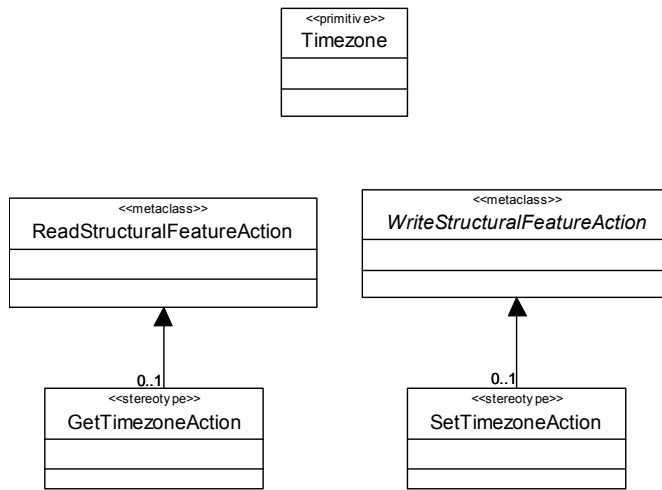 <<primitive>>
Timezone
<<metaclass>>
ReadStructuralFeatureAction
<<metaclass>>
WriteStructuralFeatureAction
0..1
<<stereotype>>
GetTimezoneAction
0..1
<<stereotype>>
SetTimezoneAction